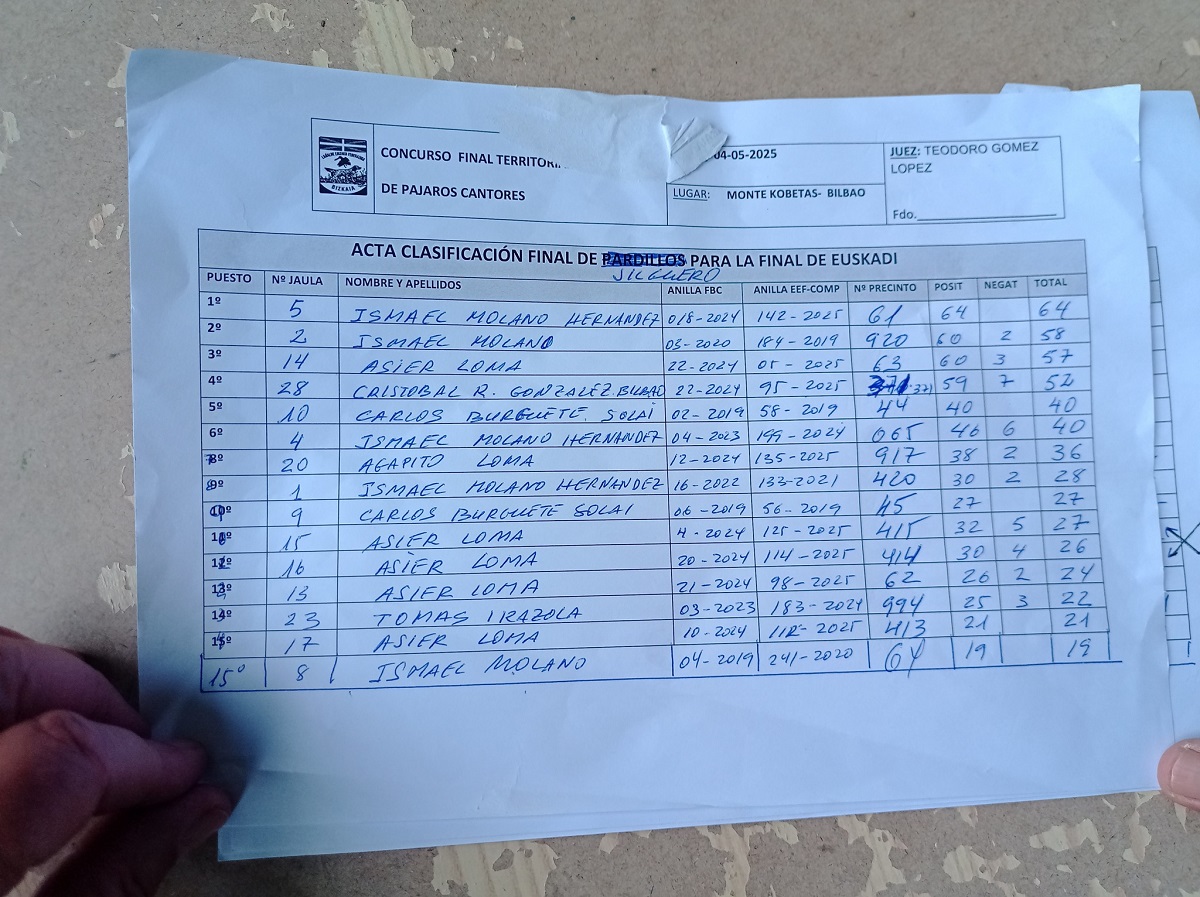 CONCURSO FINAL TERRITORI
DE PAJAROS CANTORES
BIZKAIA
04-05-2025
LUGAR: MONTE KOBETAS- BILBAO
JUEZ: TEODORO GOMEZ
LOPEZ
Fdo.
ACTA CLASIFICACIÓN FINAL DE PARDILLOS PARA LA FINAL DE EUSKADI
JILGUERO
PUESTO Nº JAULA NOMBRE Y APELLIDOS ANILLA FBC ANILLA EEF-COMP Nº PRECINTO POSIT NEGAT TOTAL
1º 5 ISMAEL MOLANO HERNANDEZ 018-2024 142-2025 61 64 64
2º 2 ISMAEL MOLANO 03-2020 184-2019 920 60 2 58
3º 14 ASIER LOMA 22-2024 01-2025 63 60 3 57
4º 28 CRISTOBAL R. GONZALEZ BILBAO 22-2024 95-2025 371 59 7 52
5º 10 CARLOS BURGUETE SOLAI 02-2019 58-2019 44 40 40
6º 4 ISMAEL MOLANO HERNANDEZ 04-2023 199-2024 065 46 6 40
20 AGAPITO LOMA 12-2024 135-2025 917 38 2 36
1 ISMAEL MOLANO HERNANDEZ 16-2022 133-2021 420 30 2 28
9 CARLOS BURGUETE SOLAI 06-2019 56-2019 45 27 27
15 ASIER LOMA 4-2024 125-2025 415 32 5 27
16 ASIER LOMA 20-2024 114-2025 414 30 4 26
13 ASIER LOMA 21-2024 98-2025 62 26 2 24
23 TOMAS IRAZOLA 03-2023 183-2024 994 25 3 22
17 ASIER LOMA 10-2024 112-2025 413 21 21
15º 8 ISMAEL MOLANO 04-2019 241-2020 64 19 19